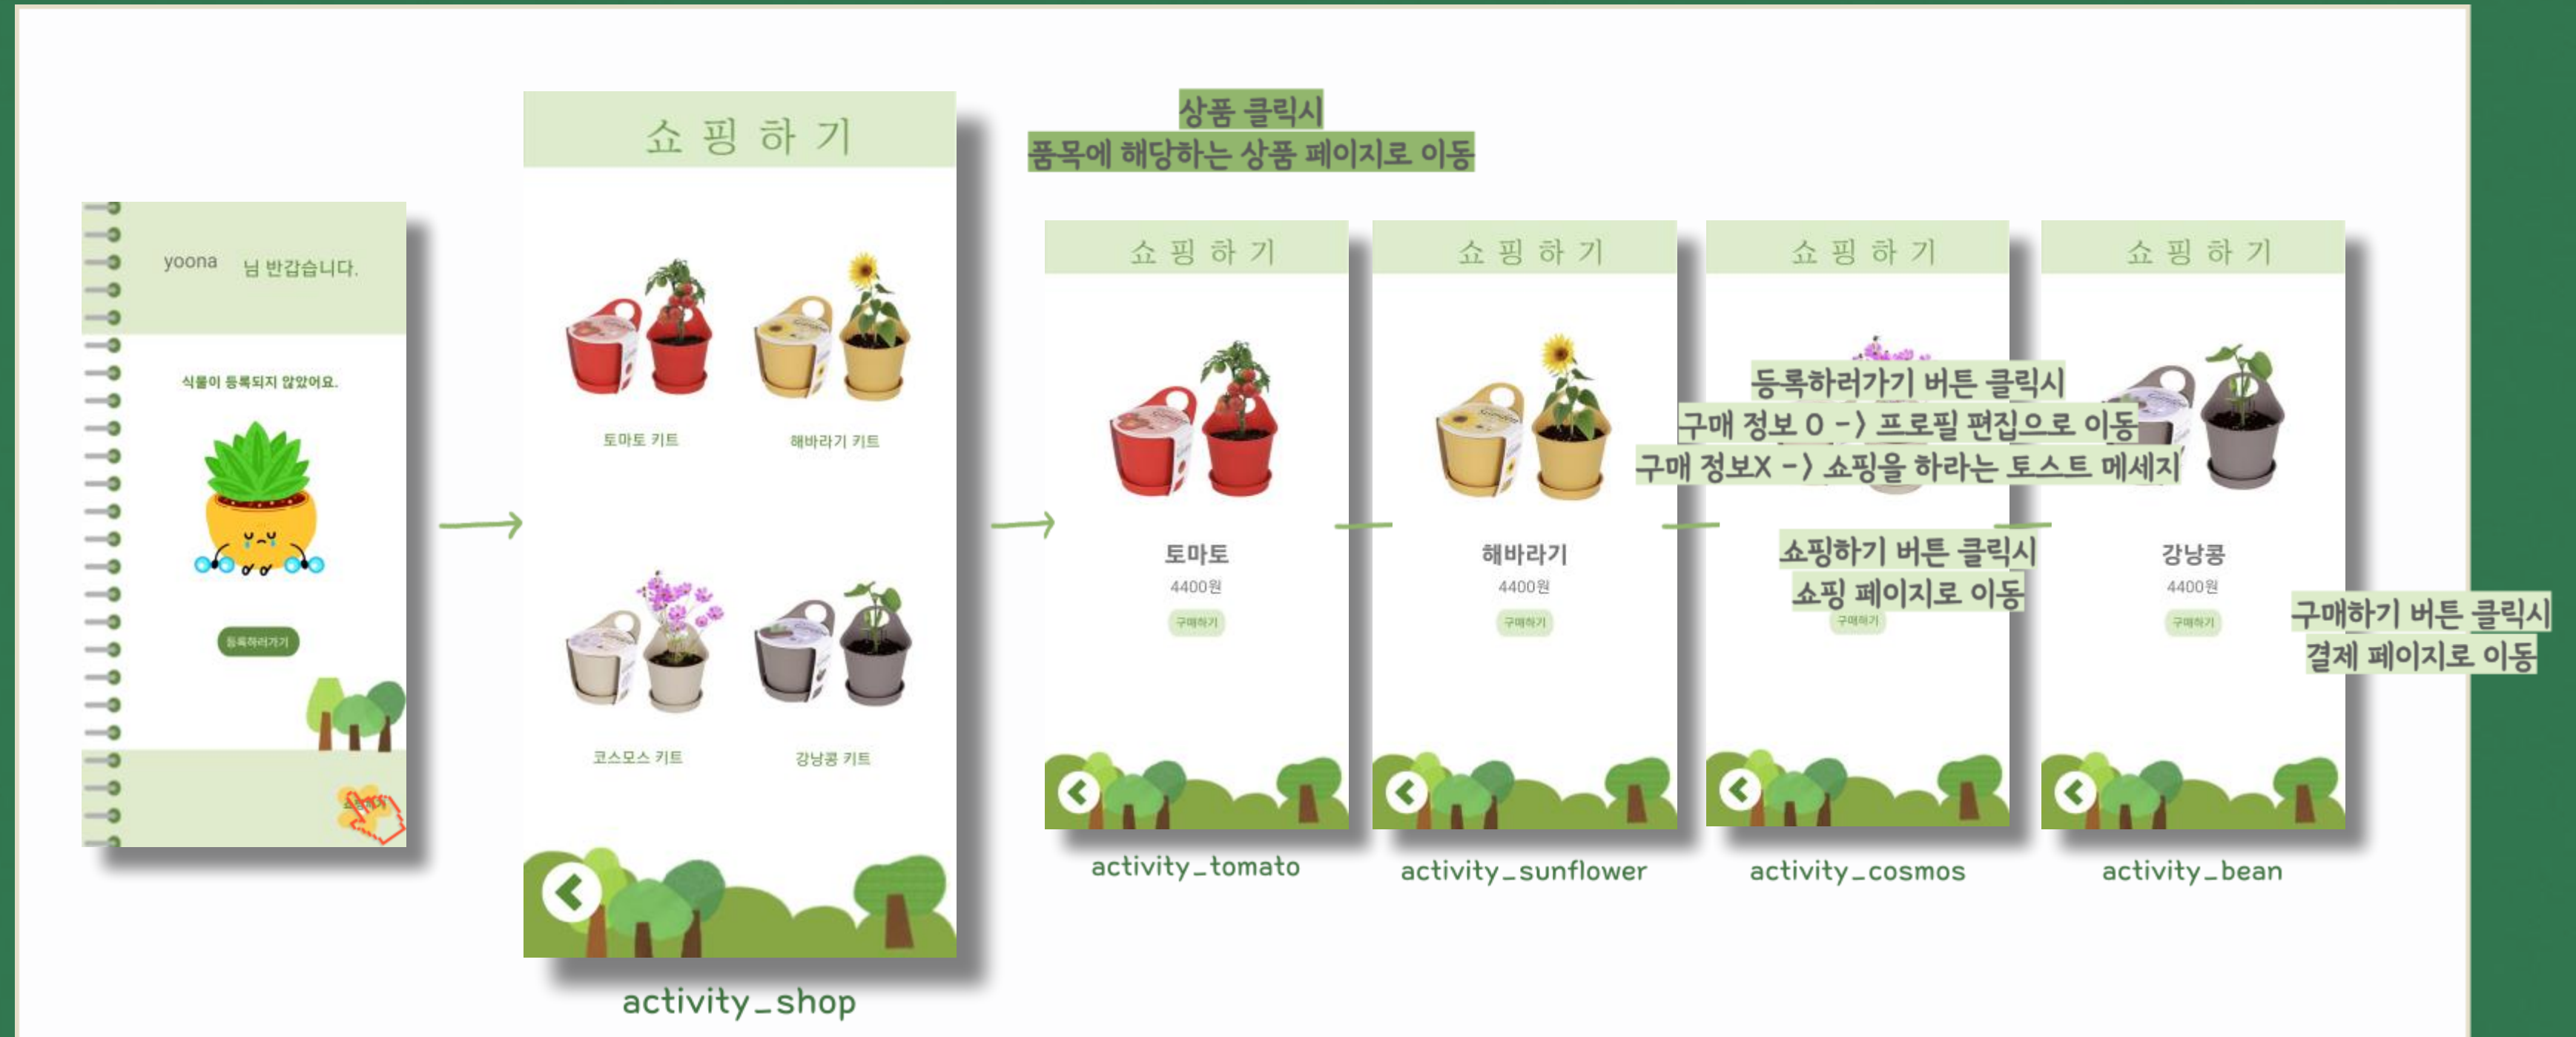 쇼핑하기
상품 클릭시
품목에 해당하는 상품 페이지로 이동
yoona 님 반갑습니다.
식물이 등록되지 않았어요.
등록하러가기
토마토 키트
해바라기 키트
코스모스 키트
강낭콩 키트
activity_shop
쇼핑하기
토마토
4400원
구매하기
activity_tomato
쇼핑하기
해바라기
4400원
구매하기
activity_sunflower
쇼핑하기
등록하러가기 버튼 클릭시
구매 정보 O -> 프로필 편집으로 이동
구매 정보X -> 쇼핑을 하라는 토스트 메세지
쇼핑하기 버튼 클릭시
쇼핑 페이지로 이동
구매하기
activity_cosmos
쇼핑하기
강낭콩
4400원
구매하기
activity_bean
구매하기 버튼 클릭시
결제 페이지로 이동